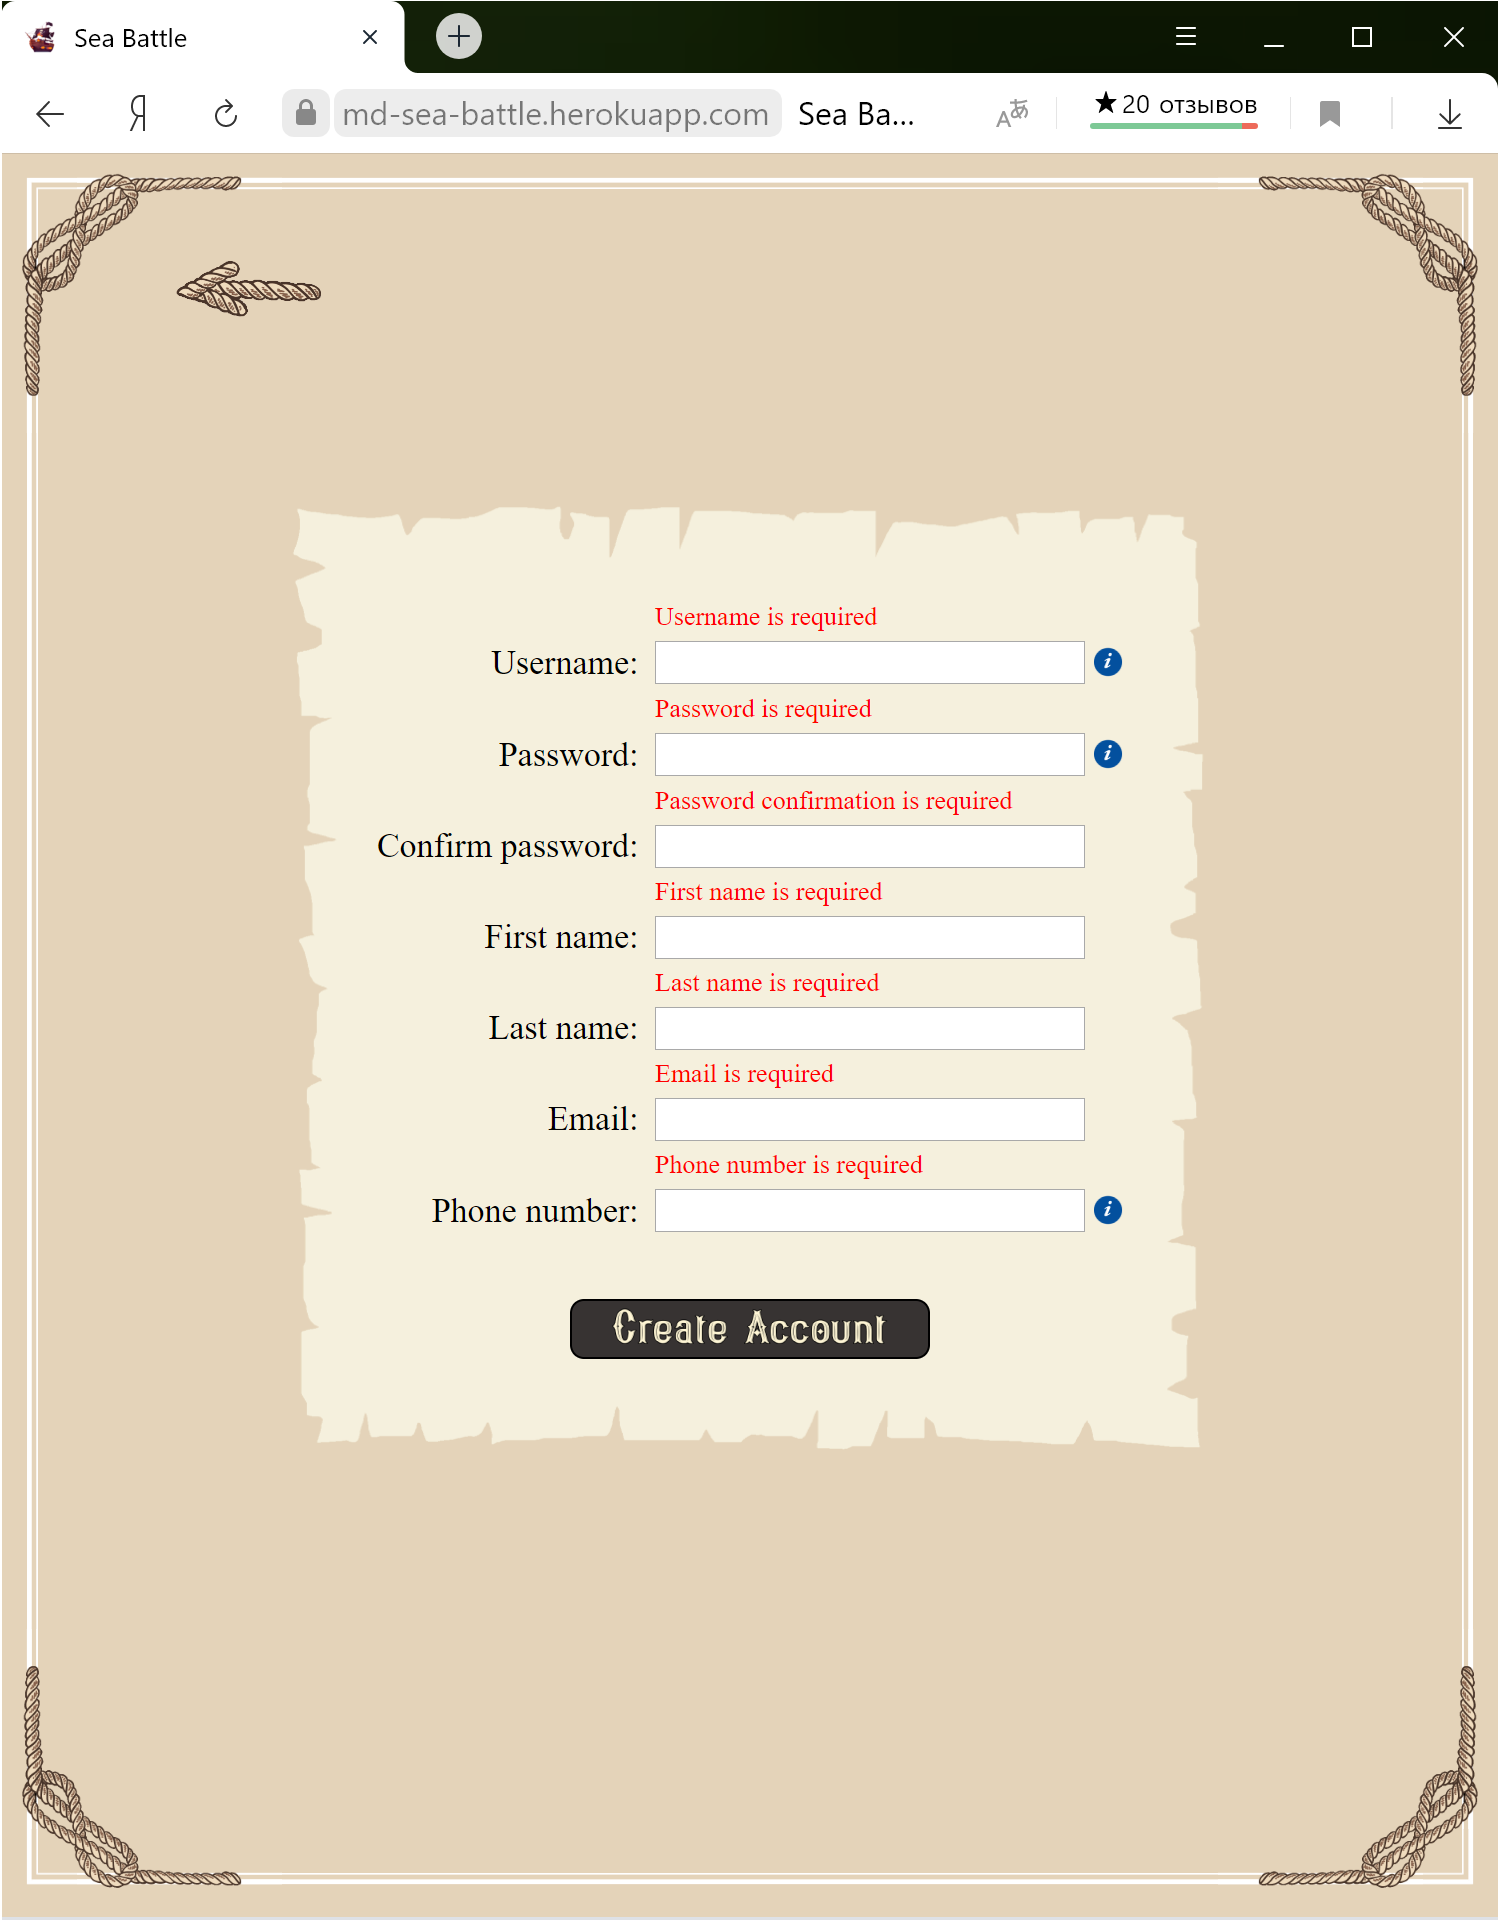 Sea Battle
Я
md-sea-battle.herokuapp.com Sea Ba... ★ 20 отзывов
Username is required
Username:
Password is required
Password:
Password confirmation is required
Confirm password:
First name is required
First name:
Last name is required
Last name:
Email is required
Email:
Phone number is required
Phone number:
Create Account